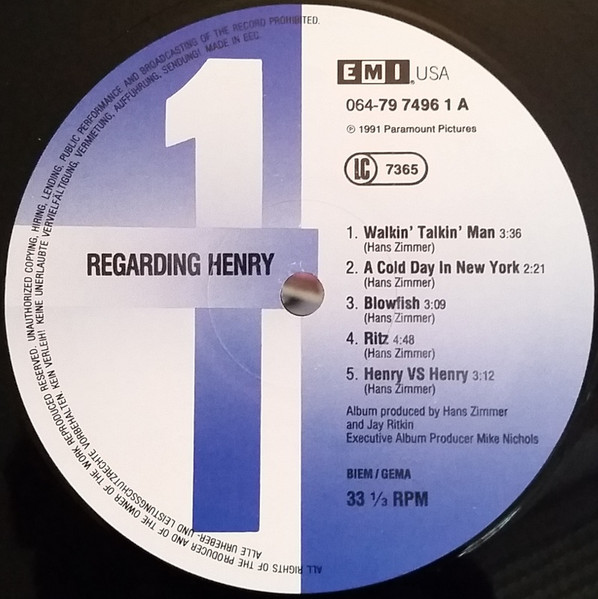 1
REGARDING HENRY
EMI USA
064-79 7496 1 A
℗ 1991 Paramount Pictures
LC 7365
1. Walkin' Talkin' Man 3:36
(Hans Zimmer)
2. A Cold Day In New York 2:21
(Hans Zimmer)
3. Blowfish 3:09
(Hans Zimmer)
4. Ritz 4:48
(Hans Zimmer)
5. Henry VS Henry 3:12
(Hans Zimmer)
Album produced by Hans Zimmer
and Jay Ritkin
Executive Album Producer Mike Nichols
BIEM / GEMA
33 1/3 RPM
ALL RIGHTS OF THE PRODUCER AND OF THE OWNER OF THE WORK REPRODUCED RESERVED. UNAUTHORIZED COPYING, HIRING, LENDING, PUBLIC PERFORMANCE AND BROADCASTING OF THE RECORD PROHIBITED.
ALLE URHEBER- UND LEISTUNGSSCHUTZRECHTE VORBEHALTEN. KEIN VERLEIH! KEINE UNERLAUBTE VERVIELFÄLTIGUNG, VERMIETUNG, AUFFÜHRUNG, SENDUNG! MADE IN EEC.